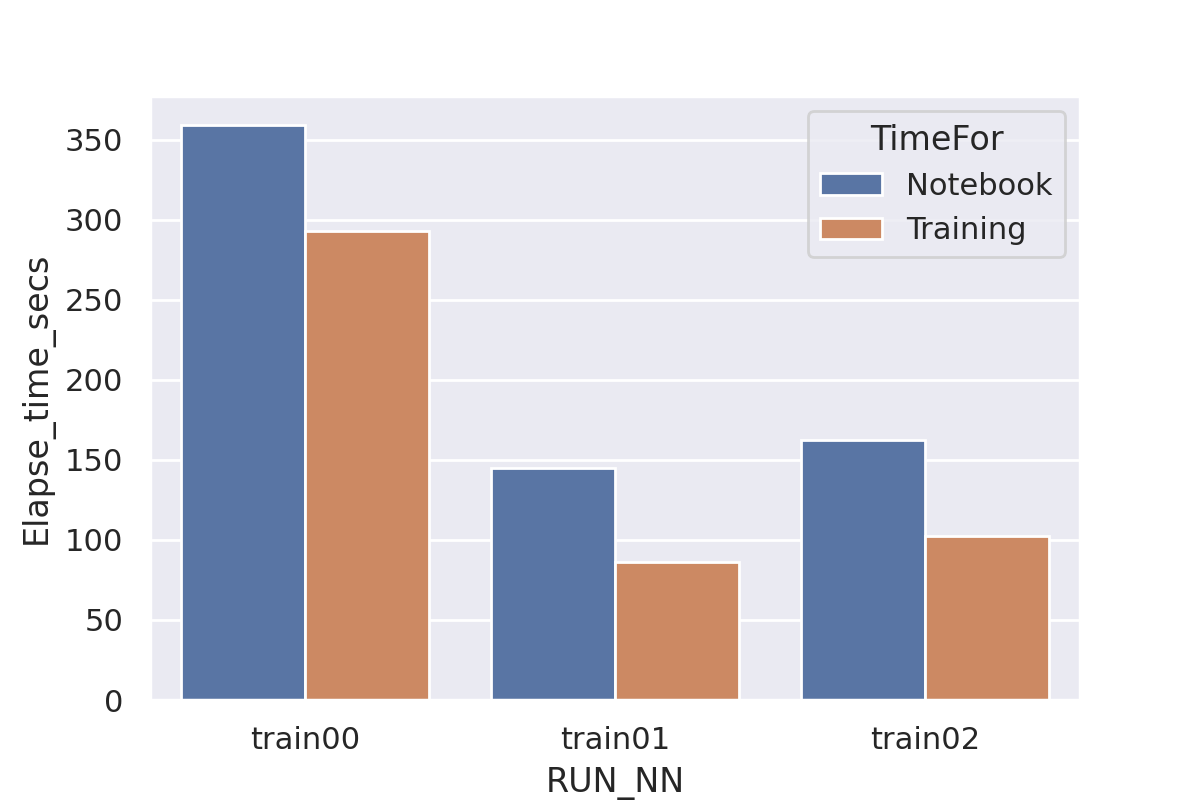 TimeFor
Notebook
Training
Elapse_time_secs
350
300
250
200
150
100
50
0
train00
train01
train02
RUN_NN